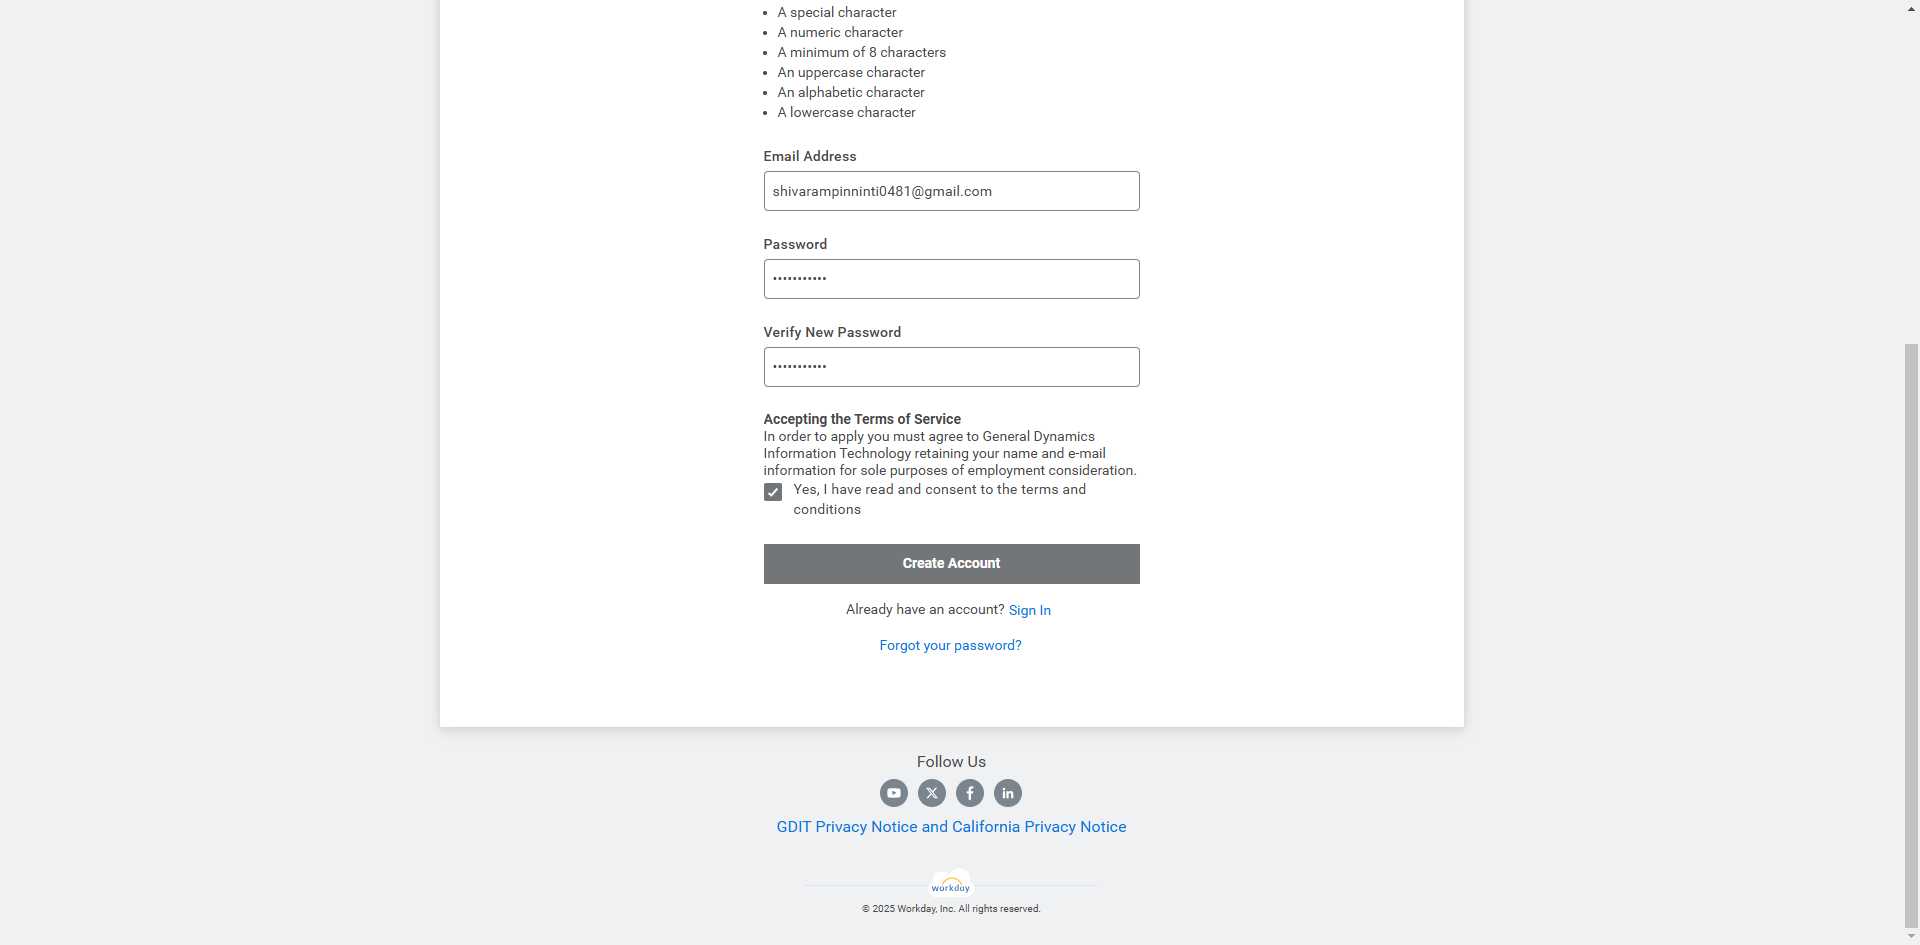 A special character
A numeric character
A minimum of 8 characters
An uppercase character
An alphabetic character
A lowercase character
Email Address
shivarampinninti0481@gmail.com
Password
•••••••••••
Verify New Password
•••••••••••
Accepting the Terms of Service
In order to apply you must agree to General Dynamics
Information Technology retaining your name and e-mail
information for sole purposes of employment consideration.
Yes, I have read and consent to the terms and
conditions
Create Account
Already have an account? Sign In
Forgot your password?
Follow Us
GDIT Privacy Notice and California Privacy Notice
workday
© 2025 Workday, Inc. All rights reserved.